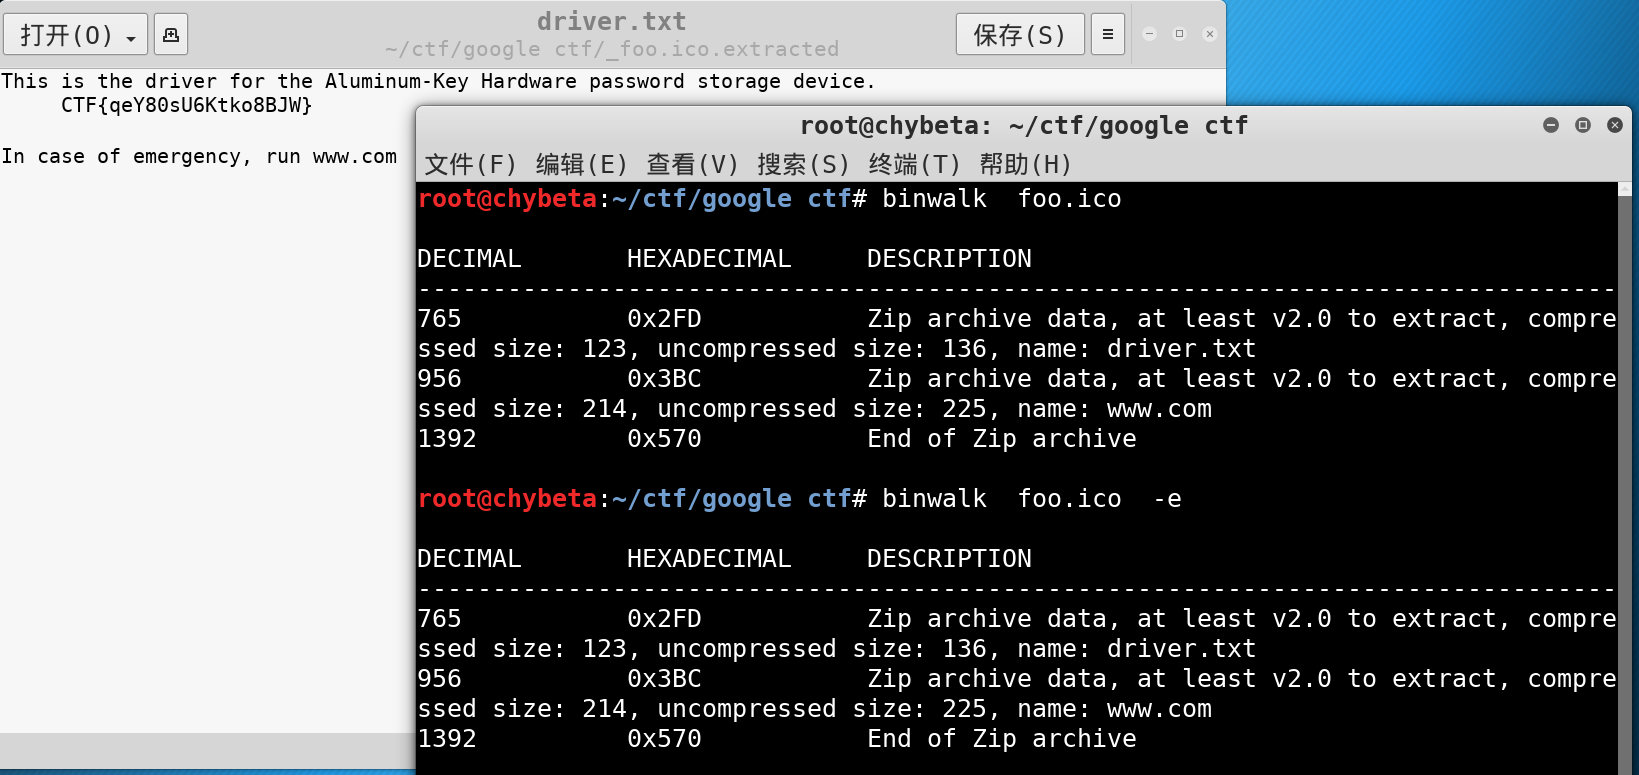 打开(O)
driver.txt
~/ctf/google ctf/_foo.ico.extracted
保存(S)
This is the driver for the Aluminum-Key Hardware password storage device.
CTF{qeY80sU6Ktko8BJW}
In case of emergency, run www.com
root@chybeta: ~/ctf/google ctf
文件(F) 编辑(E) 查看(V) 搜索(S) 终端(T) 帮助(H)
root@chybeta:~/ctf/google ctf# binwalk  foo.ico
DECIMAL       HEXADECIMAL     DESCRIPTION
--------------------------------------------------------------------------------
765           0x2FD           Zip archive data, at least v2.0 to extract, compre
ssed size: 123, uncompressed size: 136, name: driver.txt
956           0x3BC           Zip archive data, at least v2.0 to extract, compre
ssed size: 214, uncompressed size: 225, name: www.com
1392          0x570           End of Zip archive
root@chybeta:~/ctf/google ctf# binwalk  foo.ico  -e
DECIMAL       HEXADECIMAL     DESCRIPTION
--------------------------------------------------------------------------------
765           0x2FD           Zip archive data, at least v2.0 to extract, compre
ssed size: 123, uncompressed size: 136, name: driver.txt
956           0x3BC           Zip archive data, at least v2.0 to extract, compre
ssed size: 214, uncompressed size: 225, name: www.com
1392          0x570           End of Zip archive